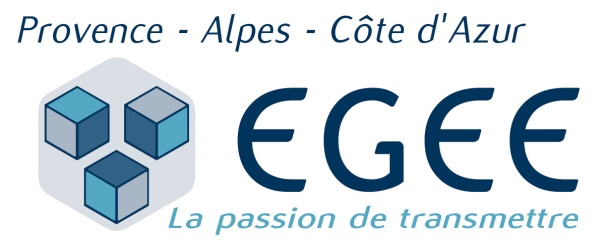 Provence - Alpes - Côte d'Azur
EGEE
La passion de transmettre